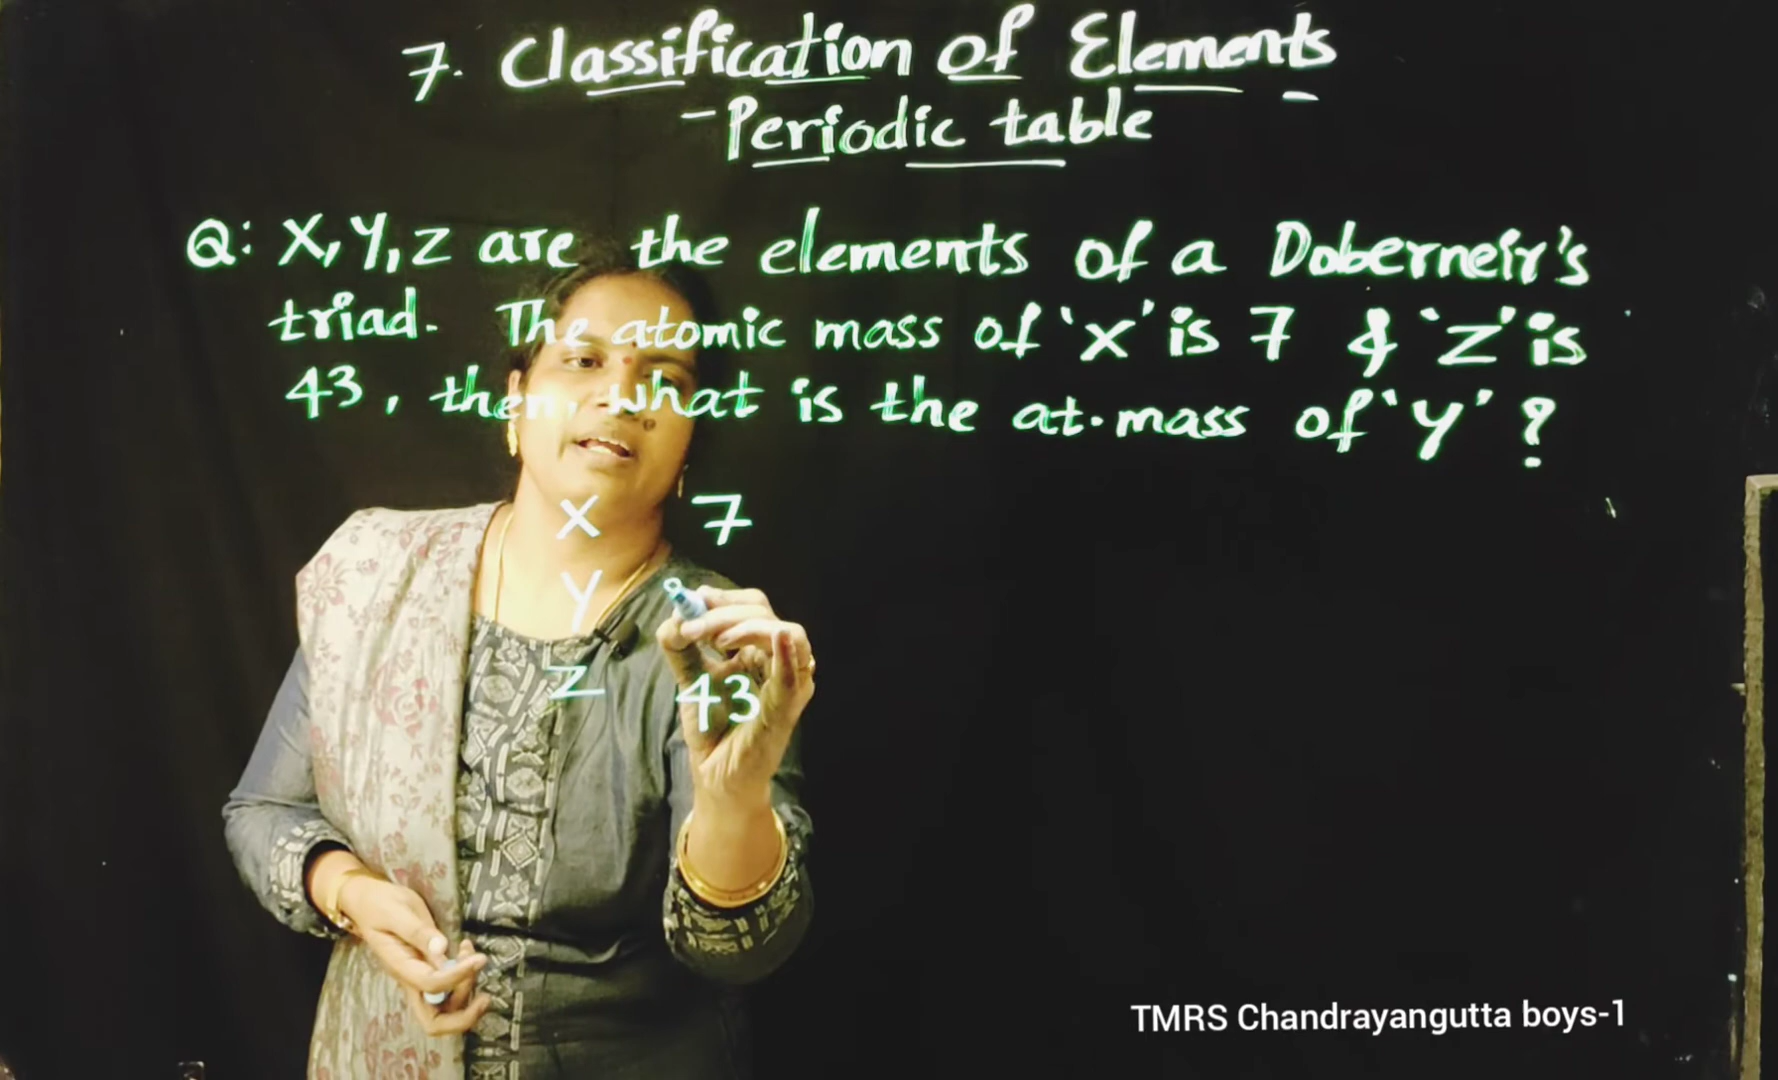 7. Classification of Elements
- Periodic table
Q: X, Y, Z are the elements of a Doberneir's
triad. The atomic mass of 'X' is 7 & 'Z' is
43, then, what is the at. mass of 'Y' ?
X 7
Y
Z 43
TMRS Chandrayangutta boys-1